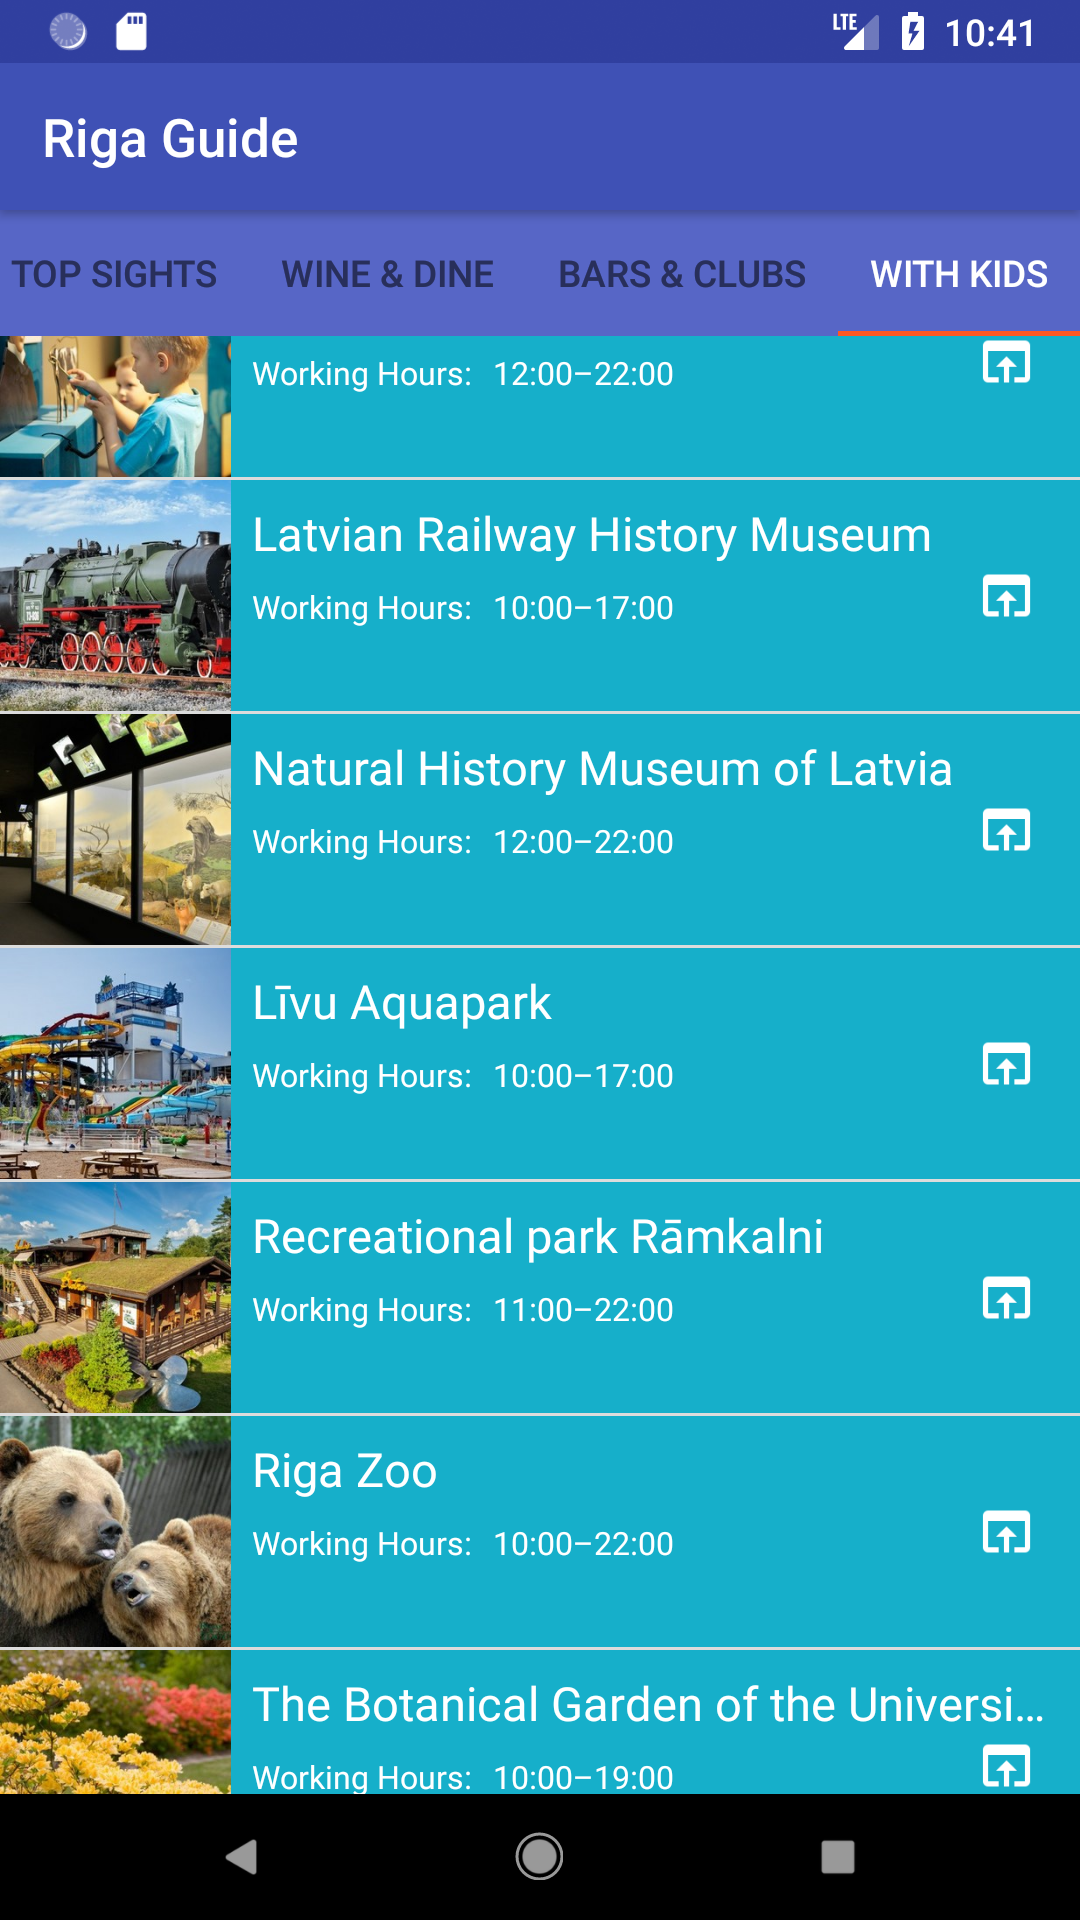 LTE 10:41
Riga Guide
TOP SIGHTS WINE & DINE BARS & CLUBS WITH KIDS
Working Hours: 12:00–22:00
Latvian Railway History Museum
Working Hours: 10:00–17:00
Natural History Museum of Latvia
Working Hours: 12:00–22:00
Līvu Aquapark
Working Hours: 10:00–17:00
Recreational park Rāmkalni
Working Hours: 11:00–22:00
Riga Zoo
Working Hours: 10:00–22:00
The Botanical Garden of the Universi...
Working Hours: 10:00–19:00